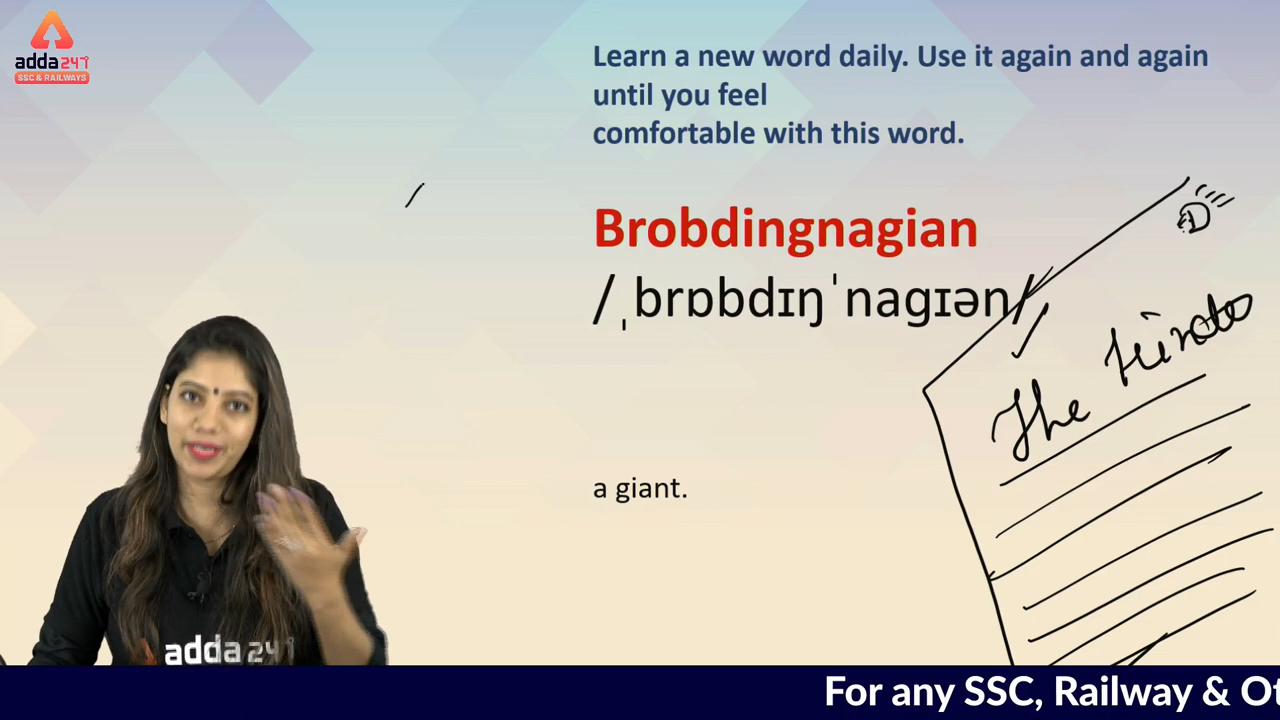 adda247
SSC & RAILWAYS
Learn a new word daily. Use it again and again
until you feel
comfortable with this word.
Brobdingnagian
/ˌbrɒbdɪŋˈnaɡɪən/
The
a giant.
adda247
For any SSC, Railway & Ot